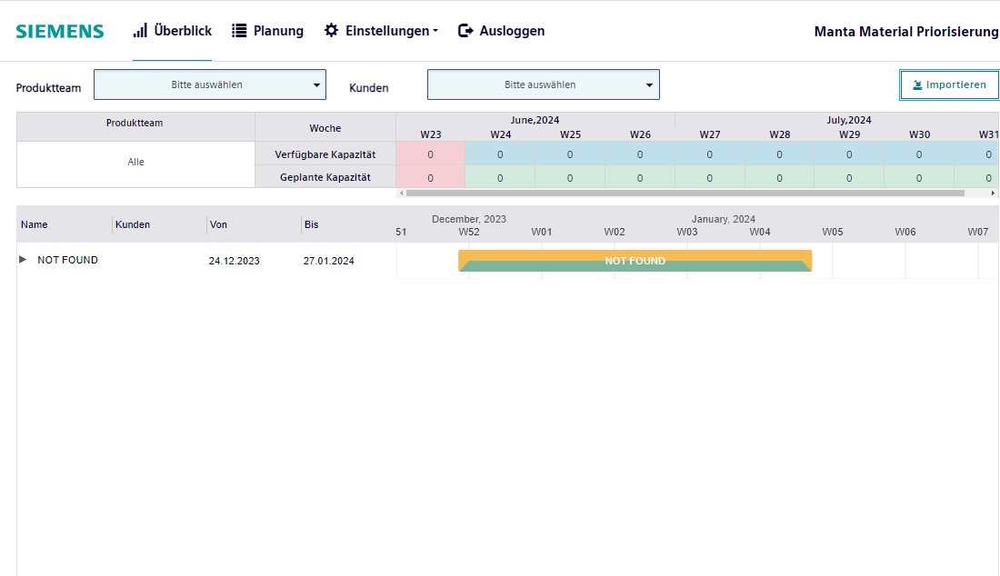 SIEMENS Überblick Planung Einstellungen Ausloggen Manta Material Priorisierung
Produktteam Bitte auswählen Kunden Bitte auswählen Importieren
Produktteam Woche June,2024 July,2024
W23 W24 W25 W26 W27 W28 W29 W30 W31
Alle Verfügbare Kapazität 0 0 0 0 0 0 0 0 0
Geplante Kapazität 0 0 0 0 0 0 0 0 0
Name Kunden Von Bis December, 2023 January, 2024
51 W52 W01 W02 W03 W04 W05 W06 W07
NOT FOUND 24.12.2023 27.01.2024 NOT FOUND